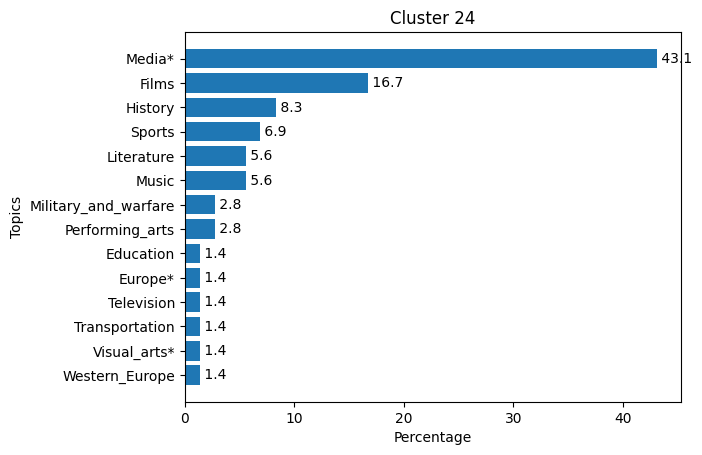 Cluster 24
Topics
Media* 43.1
Films 16.7
History 8.3
Sports 6.9
Literature 5.6
Music 5.6
Military_and_warfare 2.8
Performing_arts 2.8
Education 1.4
Europe* 1.4
Television 1.4
Transportation 1.4
Visual_arts* 1.4
Western_Europe 1.4
0 10 20 30 40
Percentage